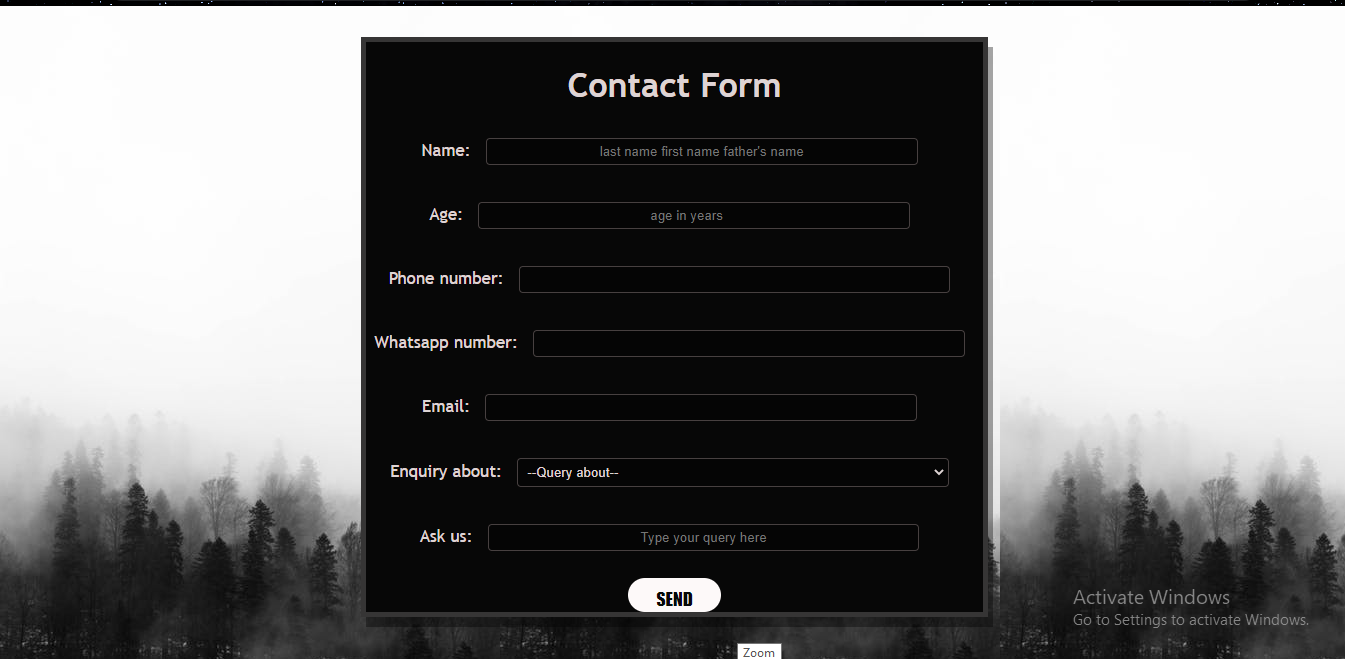 Contact Form
Name: last name first name father's name
Age: age in years
Phone number:
Whatsapp number:
Email:
Enquiry about: --Query about--
Ask us: Type your query here
SEND
Activate Windows
Go to Settings to activate Windows.
Zoom